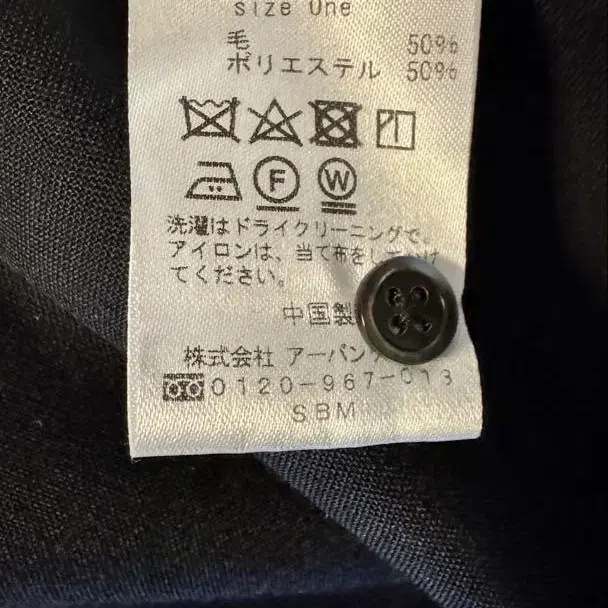 size One
毛 50%
ポリエステル 50%
F W
洗濯はドライクリーニングで、
アイロンは、当て布をしてかけ
てください。
中国製
株式会社 アーバン
0120-967-013
SBM